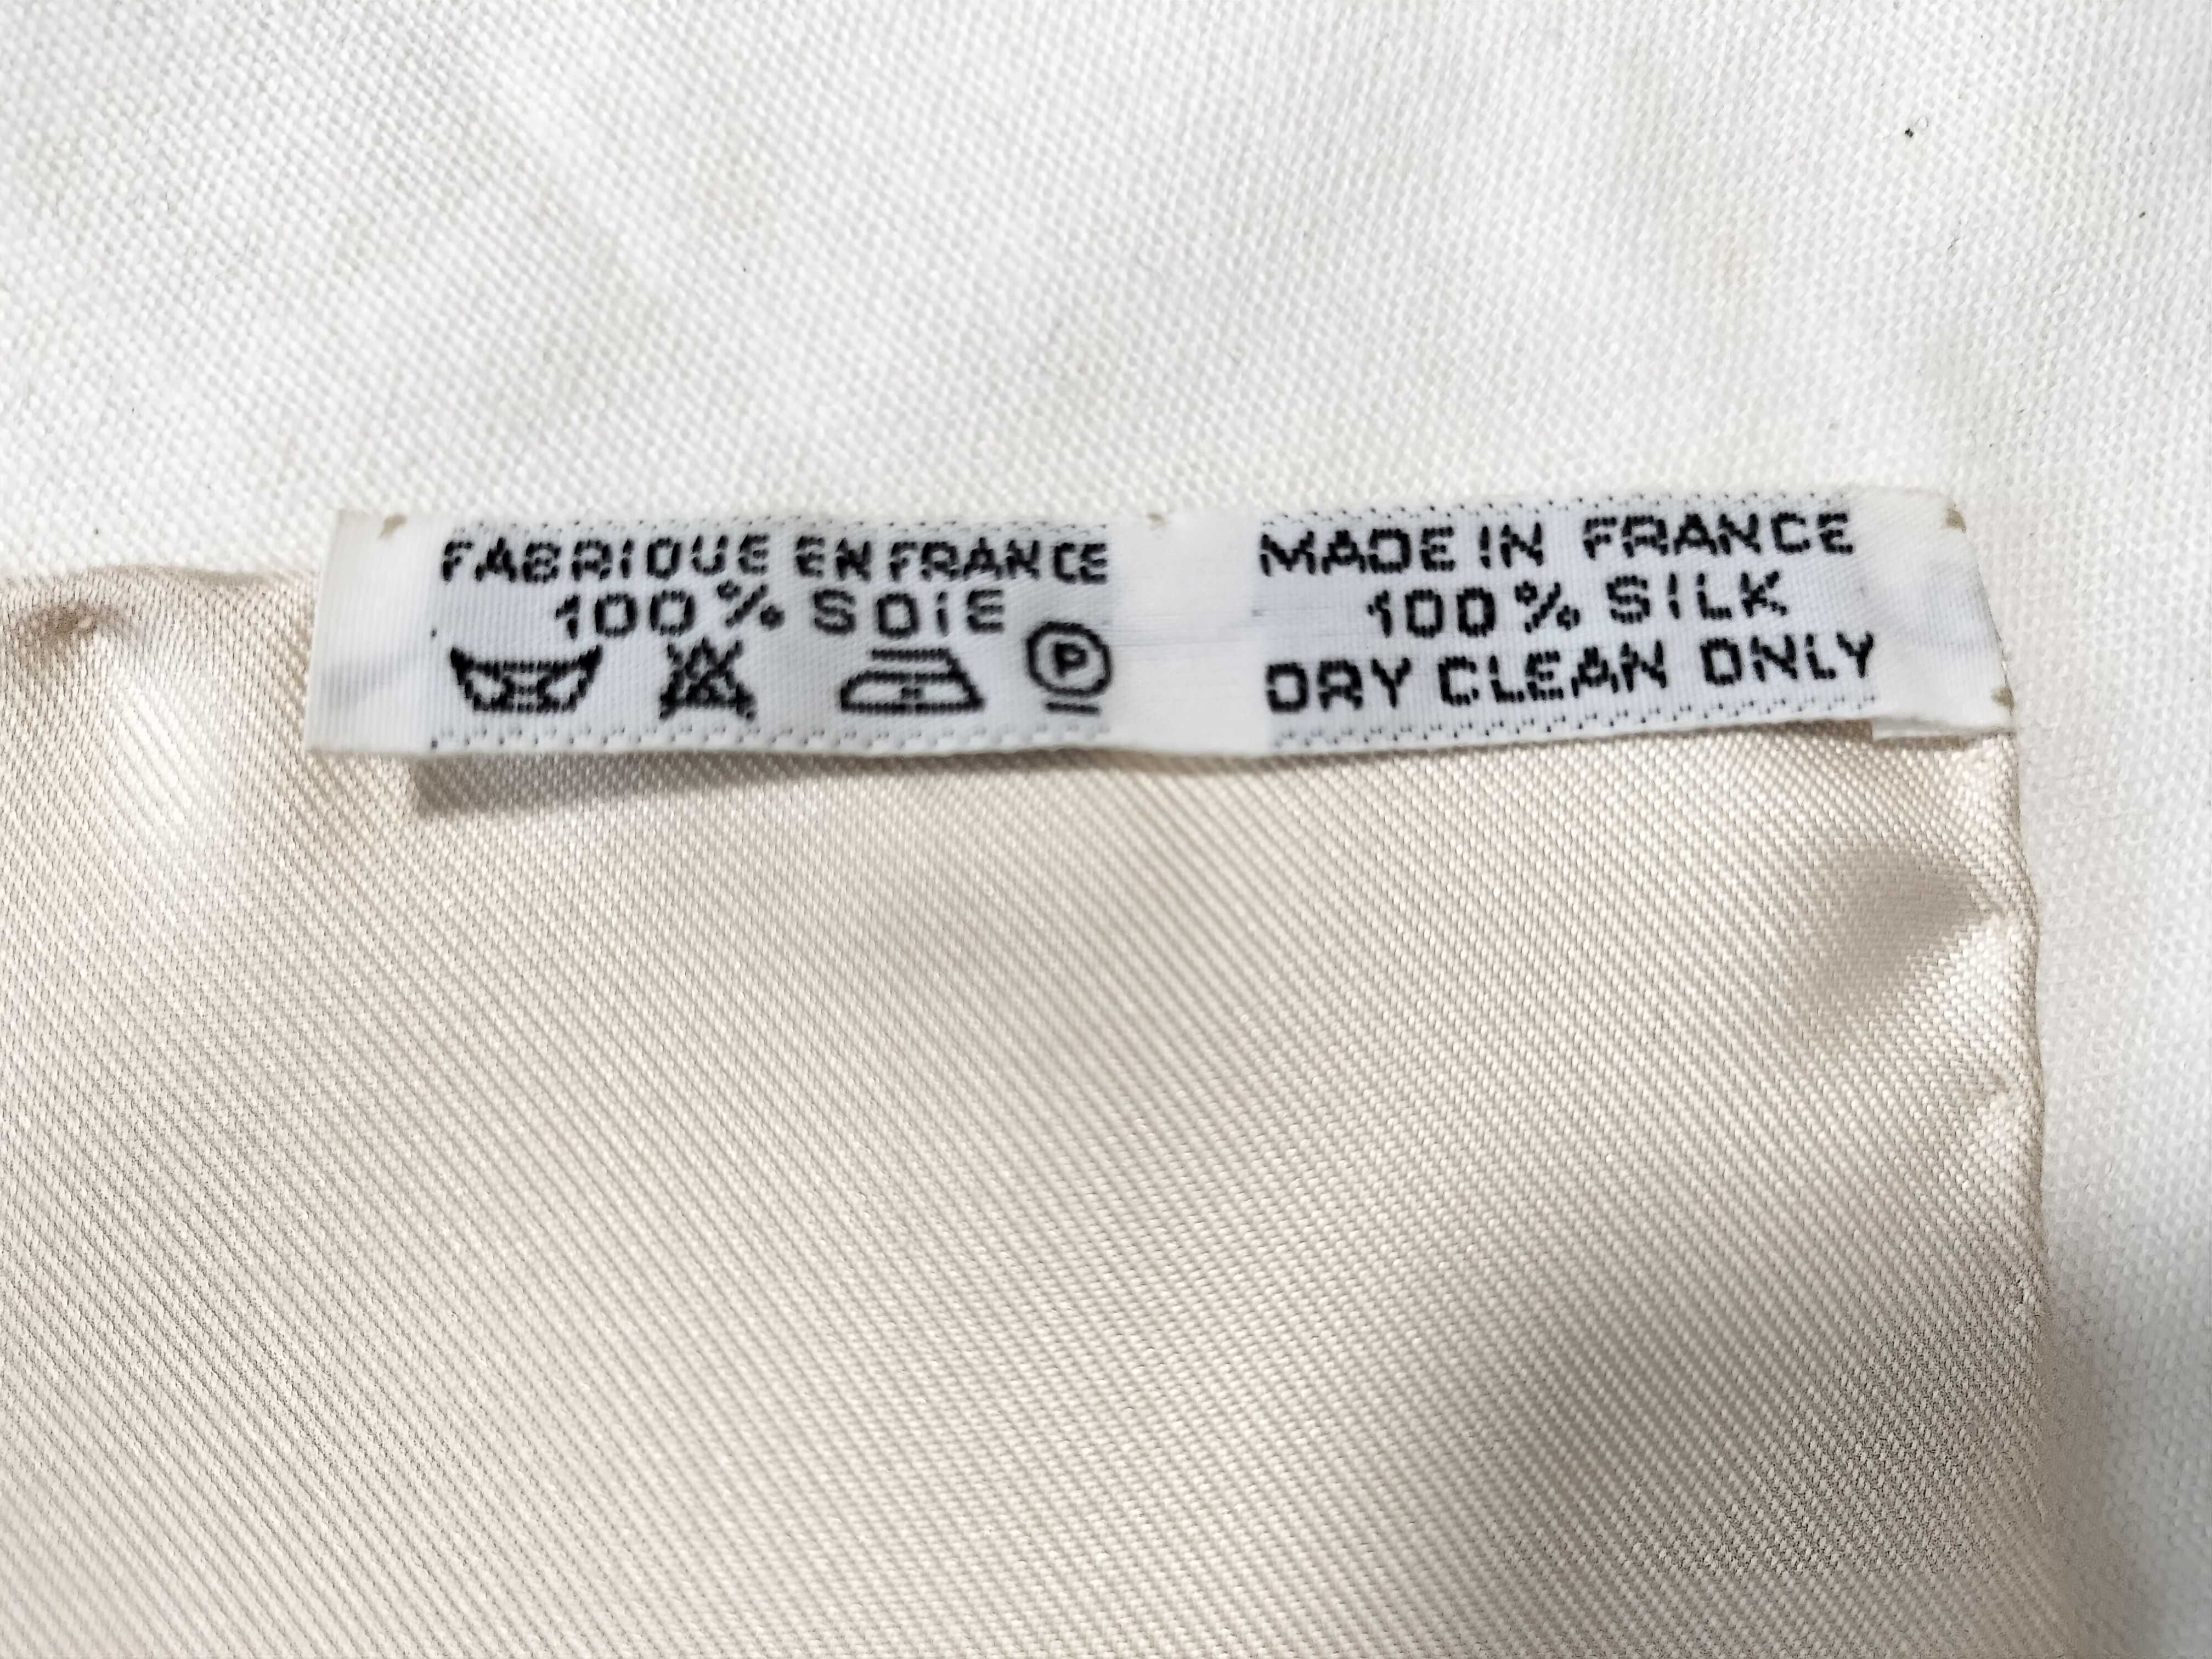 FABRIQUE EN FRANCE
100% SOIE
P
MADE IN FRANCE
100% SILK
DRY CLEAN ONLY